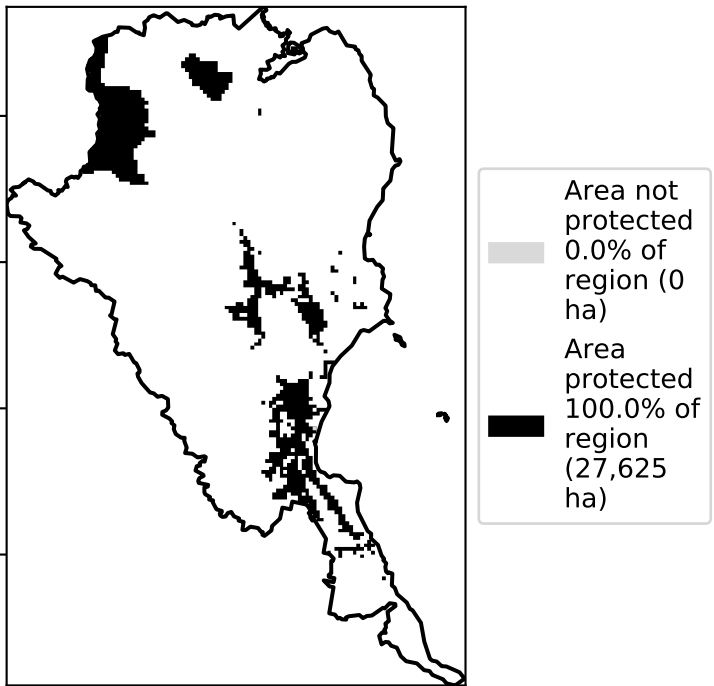 Area not
protected
0.0% of
region (0
ha)
Area
protected
100.0% of
region
(27,625
ha)